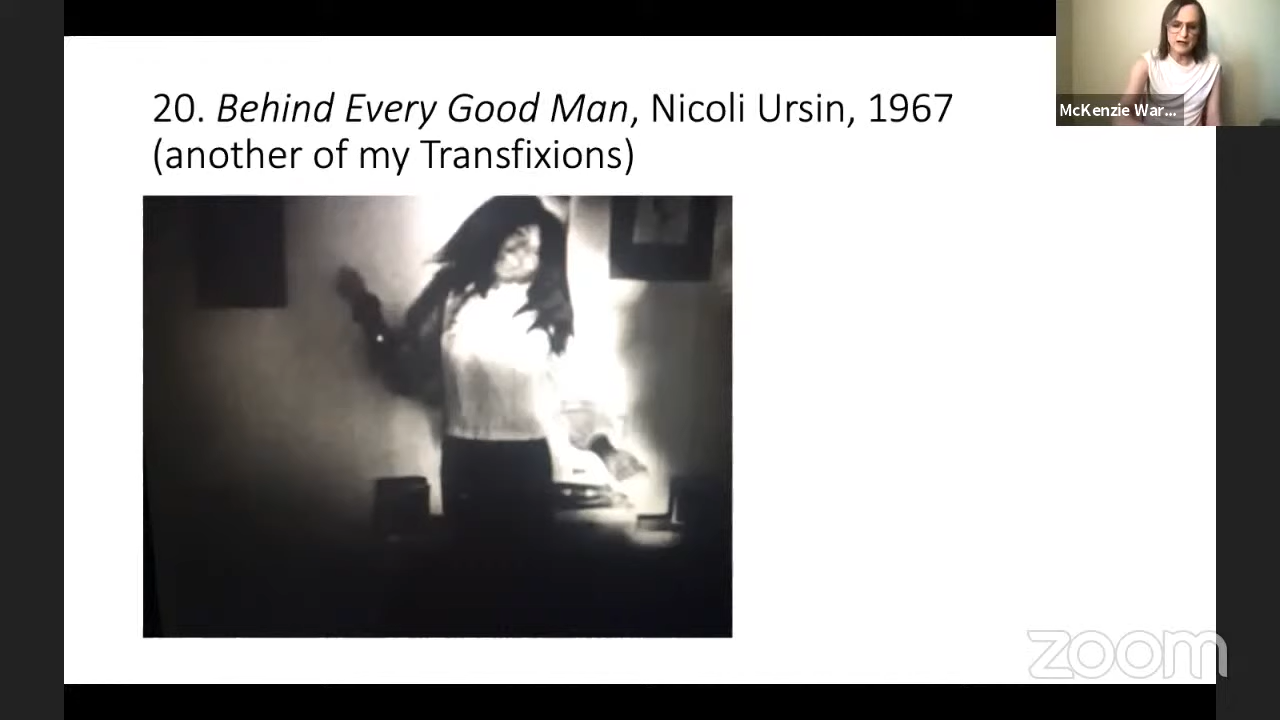 20. Behind Every Good Man, Nicoli Ursin, 1967
(another of my Transfixions)
McKenzie War...
zoom